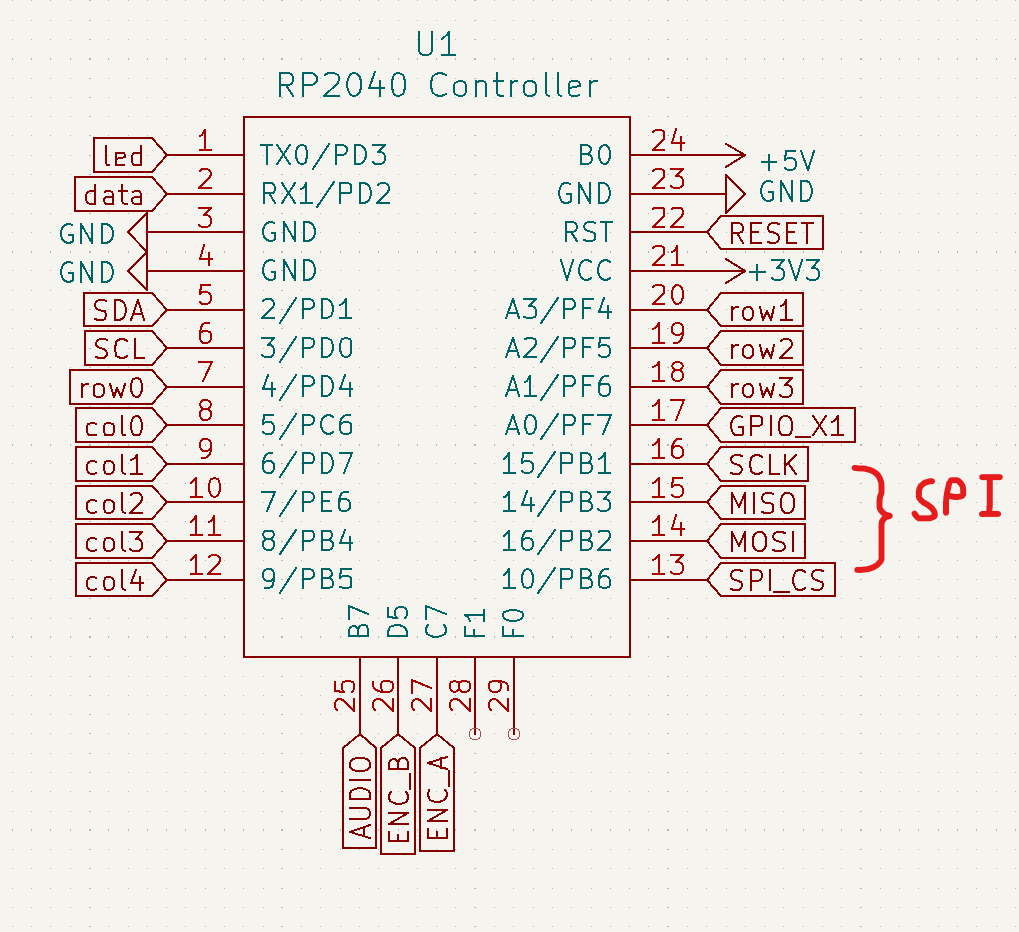 U1
RP2040 Controller
led 1 TX0/PD3 B0 24 +5V
data 2 RX1/PD2 GND 23 GND
GND 3 GND RST 22 RESET
GND 4 GND VCC 21 +3V3
SDA 5 2/PD1 A3/PF4 20 row1
SCL 6 3/PD0 A2/PF5 19 row2
row0 7 4/PD4 A1/PF6 18 row3
col0 8 5/PC6 A0/PF7 17 GPIO_X1
col1 9 6/PD7 15/PB1 16 SCLK
col2 10 7/PE6 14/PB3 15 MISO SPI
col3 11 8/PB4 16/PB2 14 MOSI
col4 12 9/PB5 10/PB6 13 SPI_CS
B7 D5 C7 F1 F0
25 26 27 28 29
AUDIO ENC_B ENC_A